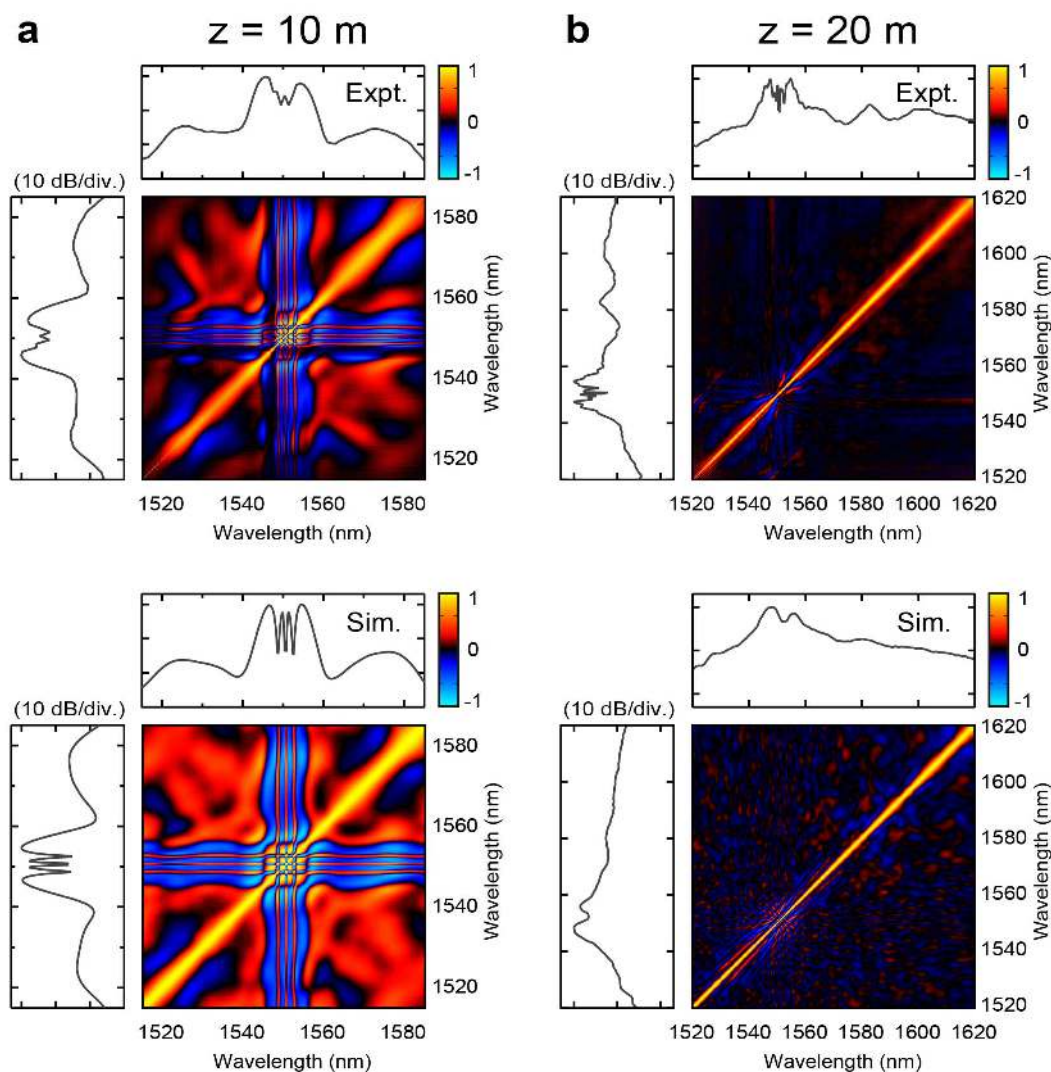 a
z = 10 m
Expt.
1
0
-1
(10 dB/div.)
1580
1560
1540
1520
Wavelength (nm)
1520 1540 1560 1580
Wavelength (nm)
Sim.
1
0
-1
(10 dB/div.)
1580
1560
1540
1520
Wavelength (nm)
1520 1540 1560 1580
Wavelength (nm)
b
z = 20 m
Expt.
1
0
-1
(10 dB/div.)
1620
1600
1580
1560
1540
1520
Wavelength (nm)
1520 1540 1560 1580 1600 1620
Wavelength (nm)
Sim.
1
0
-1
(10 dB/div.)
1620
1600
1580
1560
1540
1520
Wavelength (nm)
1520 1540 1560 1580 1600 1620
Wavelength (nm)